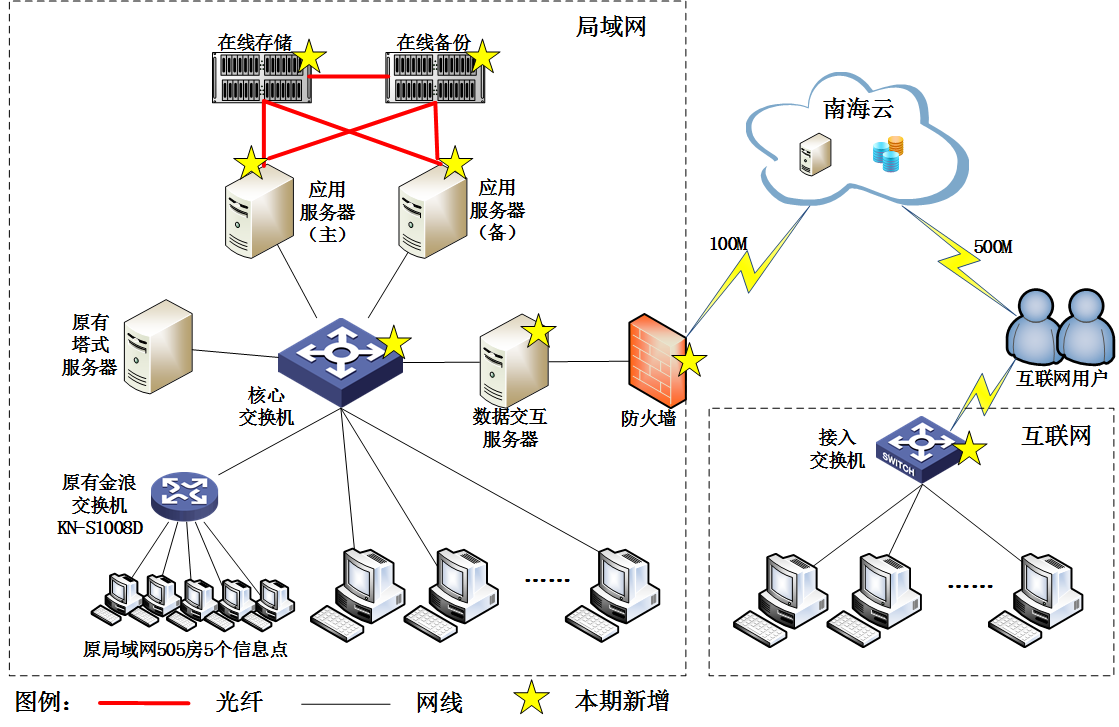 局域网
在线存储
在线备份
南海云
应用
服务器
（主）
应用
服务器
（备）
100M
500M
原有
塔式
服务器
核心
交换机
数据交互
服务器
防火墙
互联网用户
互联网
接入
交换机
SWITCH
原有金浪
交换机
KN-S1008D
......
......
原局域网505房5个信息点
图例：
光纤
网线
本期新增